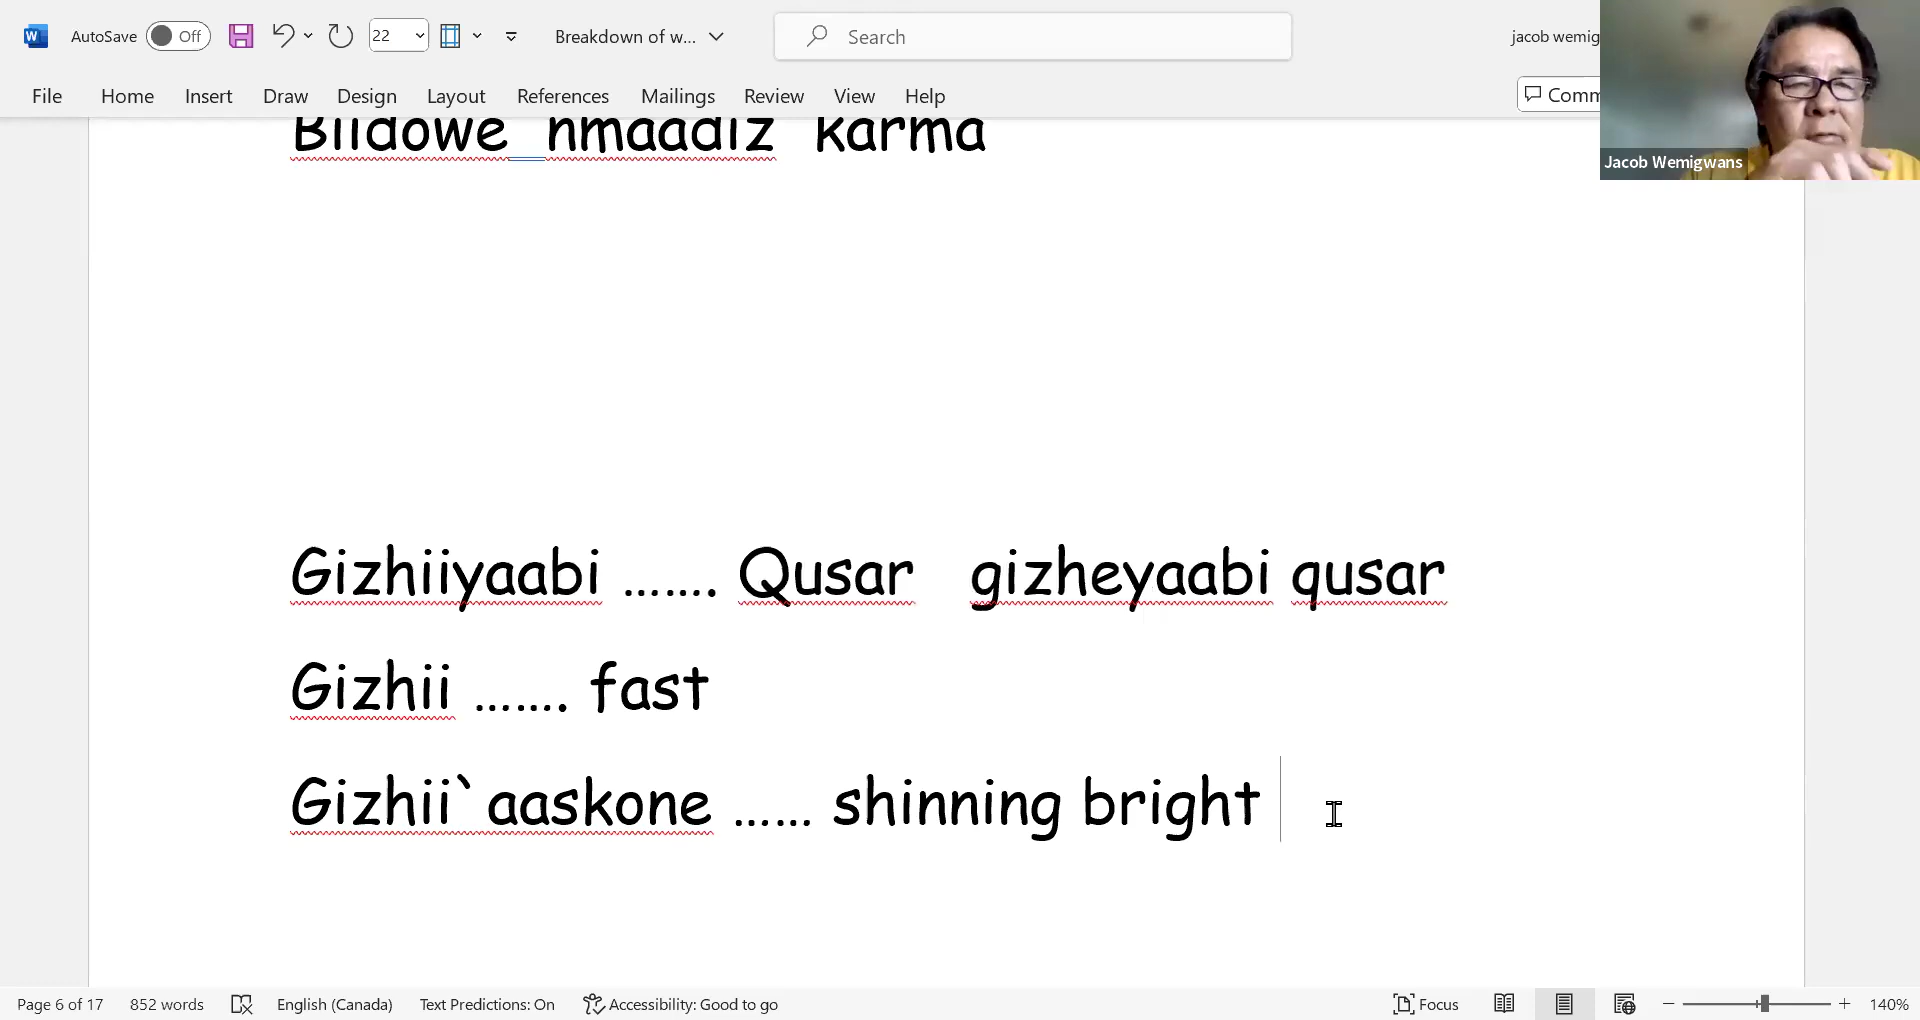 AutoSave Off 22 Breakdown of w... Search jacob wemig
File Home Insert Draw Design Layout References Mailings Review View Help Comm
Jacob Wemigwans
Biidowe nmaadiz karma
Gizhiiyaabi ....... Qusar gizheyaabi qusar
Gizhii ....... fast
Gizhii`aaskone ...... shinning bright
Page 6 of 17 852 words English (Canada) Text Predictions: On Accessibility: Good to go Focus 140%